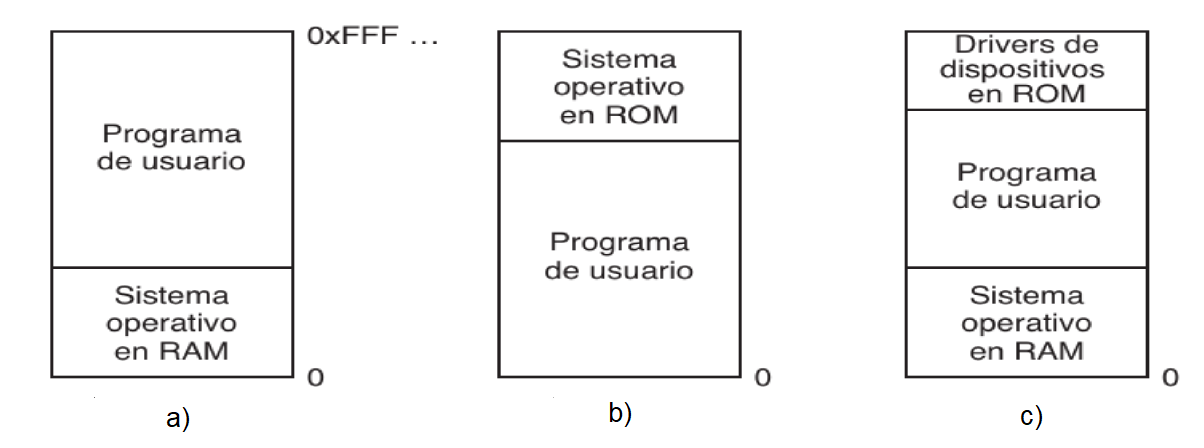 0xFFF ...
Programa
de usuario
Sistema
operativo
en RAM
0
a)
Sistema
operativo
en ROM
Programa
de usuario
0
b)
Drivers de
dispositivos
en ROM
Programa
de usuario
Sistema
operativo
en RAM
0
c)